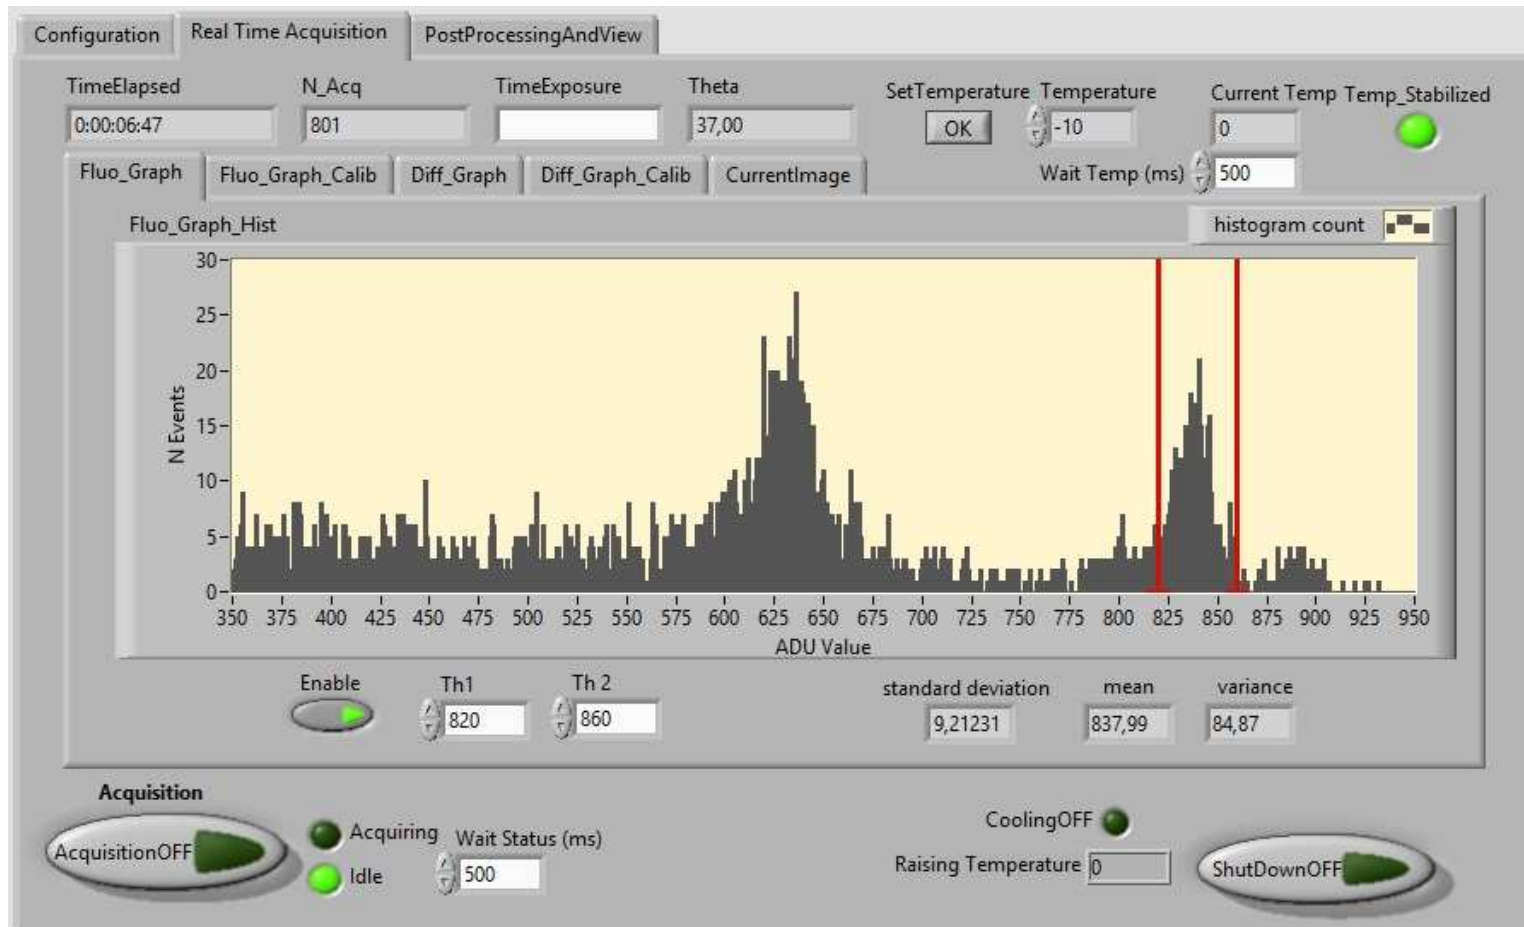 Configuration Real Time Acquisition PostProcessingAndView
TimeElapsed N_Acq TimeExposure Theta SetTemperature Temperature Current Temp Temp_Stabilized
0:00:06:47 801 37,00 OK -10 0
Wait Temp (ms) 500
Fluo_Graph Fluo_Graph_Calib Diff_Graph Diff_Graph_Calib CurrentImage
Fluo_Graph_Hist histogram count
30
25
20
15
10
5
0
N Events
350 375 400 425 450 475 500 525 550 575 600 625 650 675 700 725 750 775 800 825 850 875 900 925 950
ADU Value
Enable Th1 Th 2 standard deviation mean variance
820 860 9,21231 837,99 84,87
Acquisition
AcquisitionOFF
Acquiring
Idle
Wait Status (ms)
500
CoolingOFF
Raising Temperature 0
ShutDownOFF